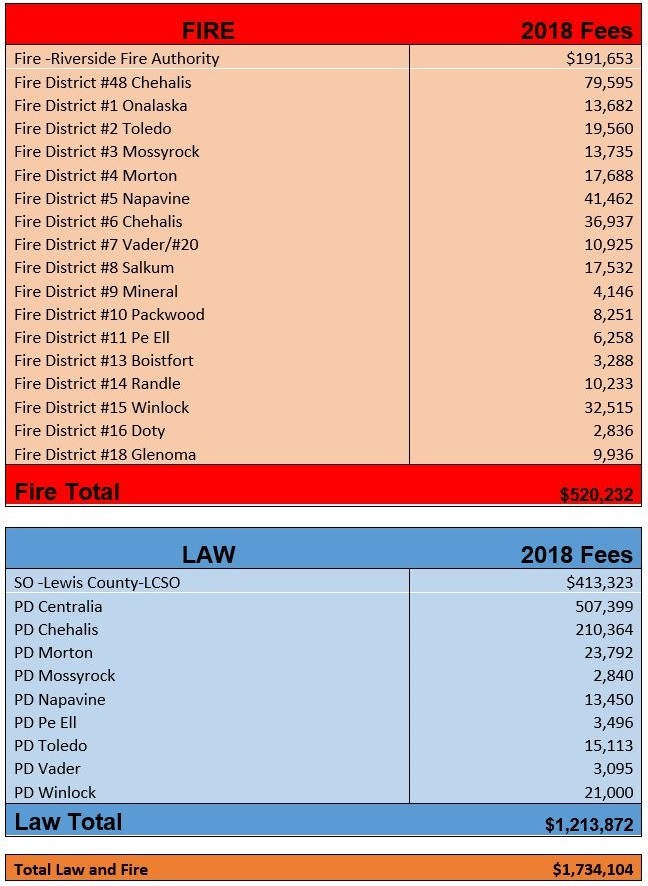 FIRE 2018 Fees
Fire -Riverside Fire Authority $191,653
Fire District #48 Chehalis 79,595
Fire District #1 Onalaska 13,682
Fire District #2 Toledo 19,560
Fire District #3 Mossyrock 13,735
Fire District #4 Morton 17,688
Fire District #5 Napavine 41,462
Fire District #6 Chehalis 36,937
Fire District #7 Vader/#20 10,925
Fire District #8 Salkum 17,532
Fire District #9 Mineral 4,146
Fire District #10 Packwood 8,251
Fire District #11 Pe Ell 6,258
Fire District #13 Boistfort 3,288
Fire District #14 Randle 10,233
Fire District #15 Winlock 32,515
Fire District #16 Doty 2,836
Fire District #18 Glenoma 9,936
Fire Total $520,232
LAW 2018 Fees
SO -Lewis County-LCSO $413,323
PD Centralia 507,399
PD Chehalis 210,364
PD Morton 23,792
PD Mossyrock 2,840
PD Napavine 13,450
PD Pe Ell 3,496
PD Toledo 15,113
PD Vader 3,095
PD Winlock 21,000
Law Total $1,213,872
Total Law and Fire $1,734,104